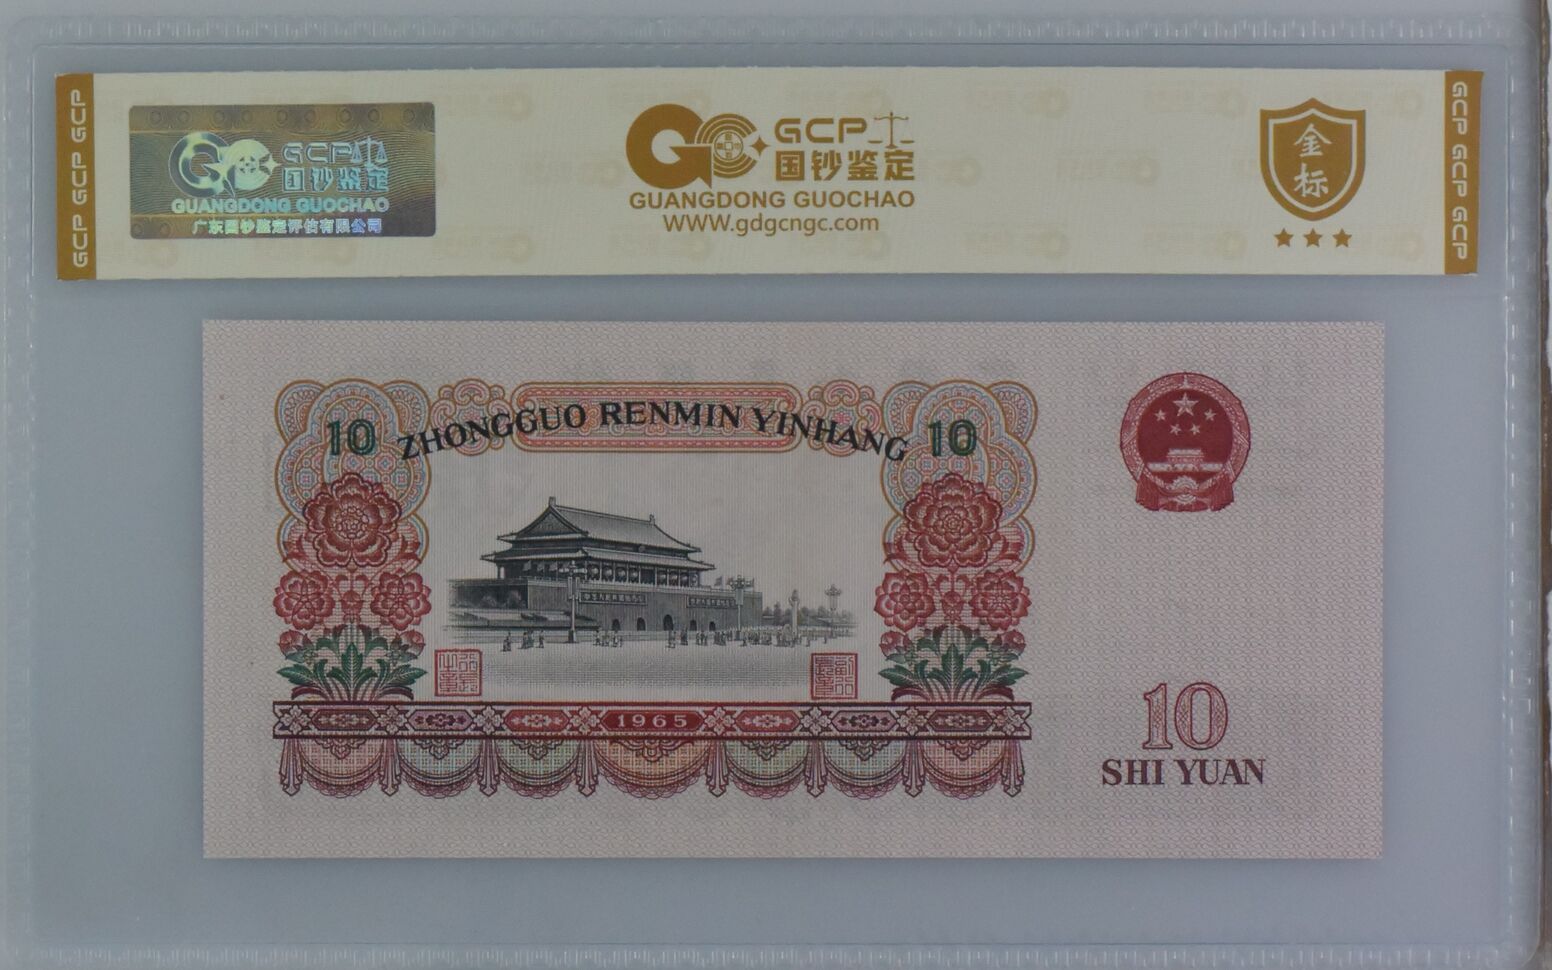 GCP GCP GCP
GCP
国钞鉴定
GUANGDONG GUOCHAO
广东国钞鉴定评估有限公司
GCP
国钞鉴定
GUANGDONG GUOCHAO
WWW.gdgcngc.com
金
标
GCP GCP GCP
10
ZHONGGUO RENMIN YINHANG
10
1965
10
SHI YUAN